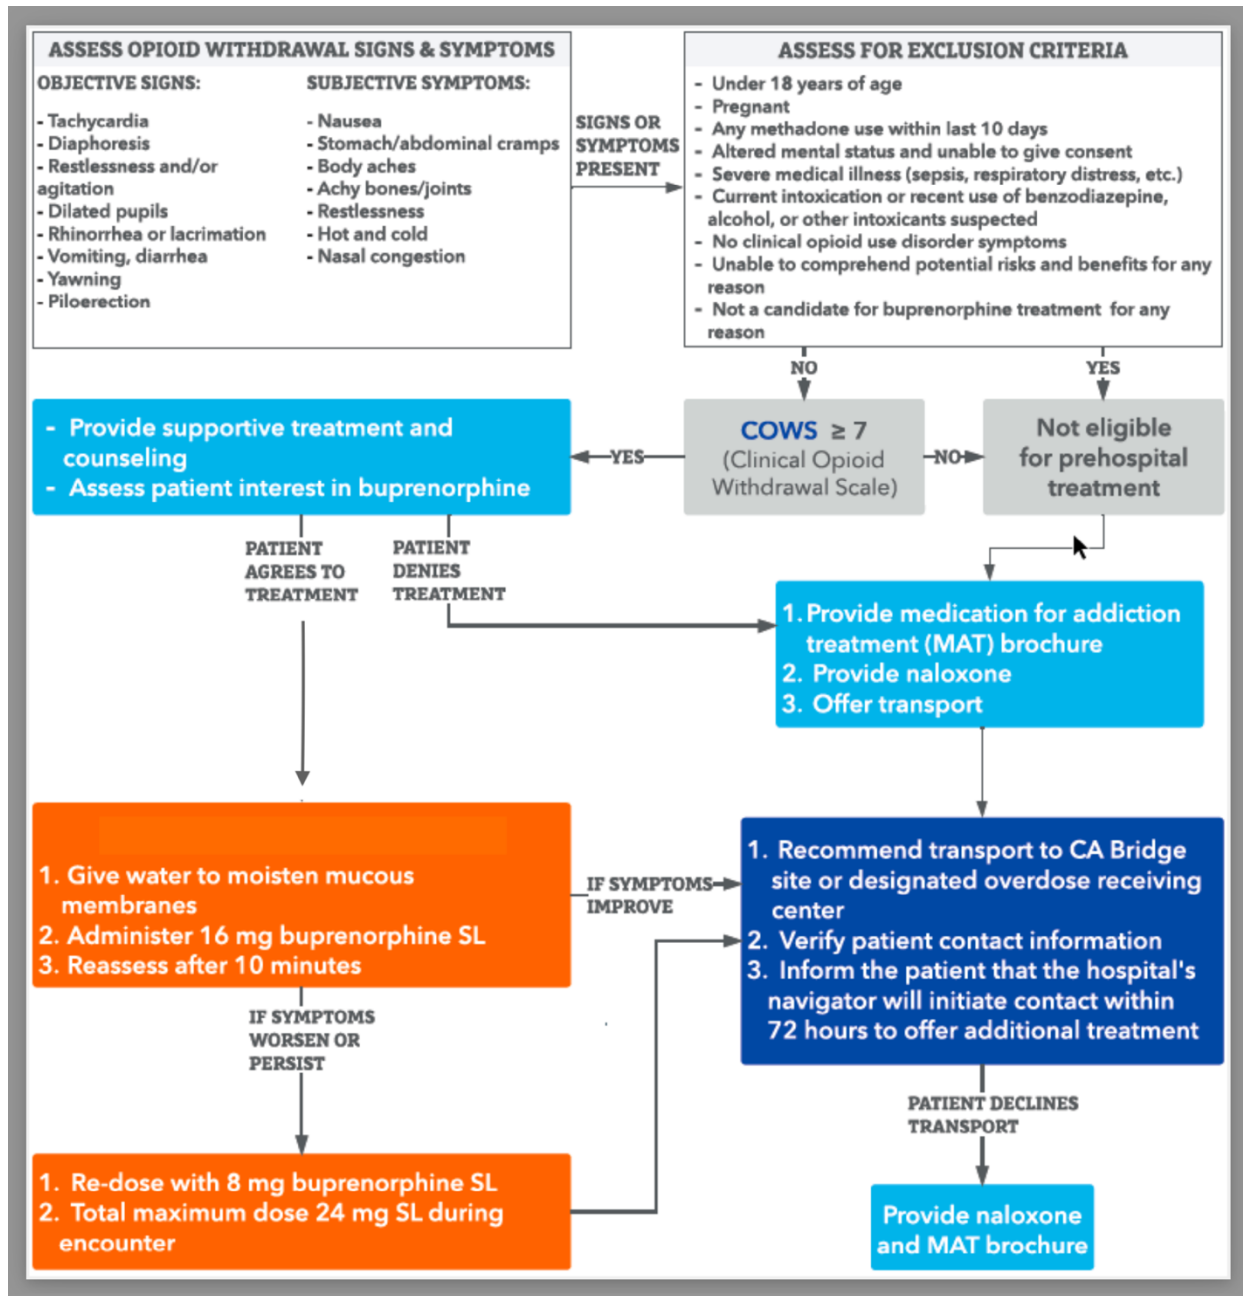 ASSESS OPIOID WITHDRAWAL SIGNS & SYMPTOMS
OBJECTIVE SIGNS:
- Tachycardia
- Diaphoresis
- Restlessness and/or
agitation
- Dilated pupils
- Rhinorrhea or lacrimation
- Vomiting, diarrhea
- Yawning
- Piloerection
SUBJECTIVE SYMPTOMS:
- Nausea
- Stomach/abdominal cramps
- Body aches
- Achy bones/joints
- Restlessness
- Hot and cold
- Nasal congestion
SIGNS OR
SYMPTOMS
PRESENT
ASSESS FOR EXCLUSION CRITERIA
- Under 18 years of age
- Pregnant
- Any methadone use within last 10 days
- Altered mental status and unable to give consent
- Severe medical illness (sepsis, respiratory distress, etc.)
- Current intoxication or recent use of benzodiazepine,
alcohol, or other intoxicants suspected
- No clinical opioid use disorder symptoms
- Unable to comprehend potential risks and benefits for any
reason
- Not a candidate for buprenorphine treatment for any
reason
NO
YES
- Provide supportive treatment and
counseling
- Assess patient interest in buprenorphine
YES
COWS ≥ 7
(Clinical Opioid
Withdrawal Scale)
NO
Not eligible
for prehospital
treatment
PATIENT
AGREES TO
TREATMENT
PATIENT
DENIES
TREATMENT
1. Provide medication for addiction
treatment (MAT) brochure
2. Provide naloxone
3. Offer transport
1. Give water to moisten mucous
membranes
2. Administer 16 mg buprenorphine SL
3. Reassess after 10 minutes
IF SYMPTOMS
IMPROVE
1. Recommend transport to CA Bridge
site or designated overdose receiving
center
2. Verify patient contact information
3. Inform the patient that the hospital's
navigator will initiate contact within
72 hours to offer additional treatment
IF SYMPTOMS
WORSEN OR
PERSIST
PATIENT DECLINES
TRANSPORT
1. Re-dose with 8 mg buprenorphine SL
2. Total maximum dose 24 mg SL during
encounter
Provide naloxone
and MAT brochure